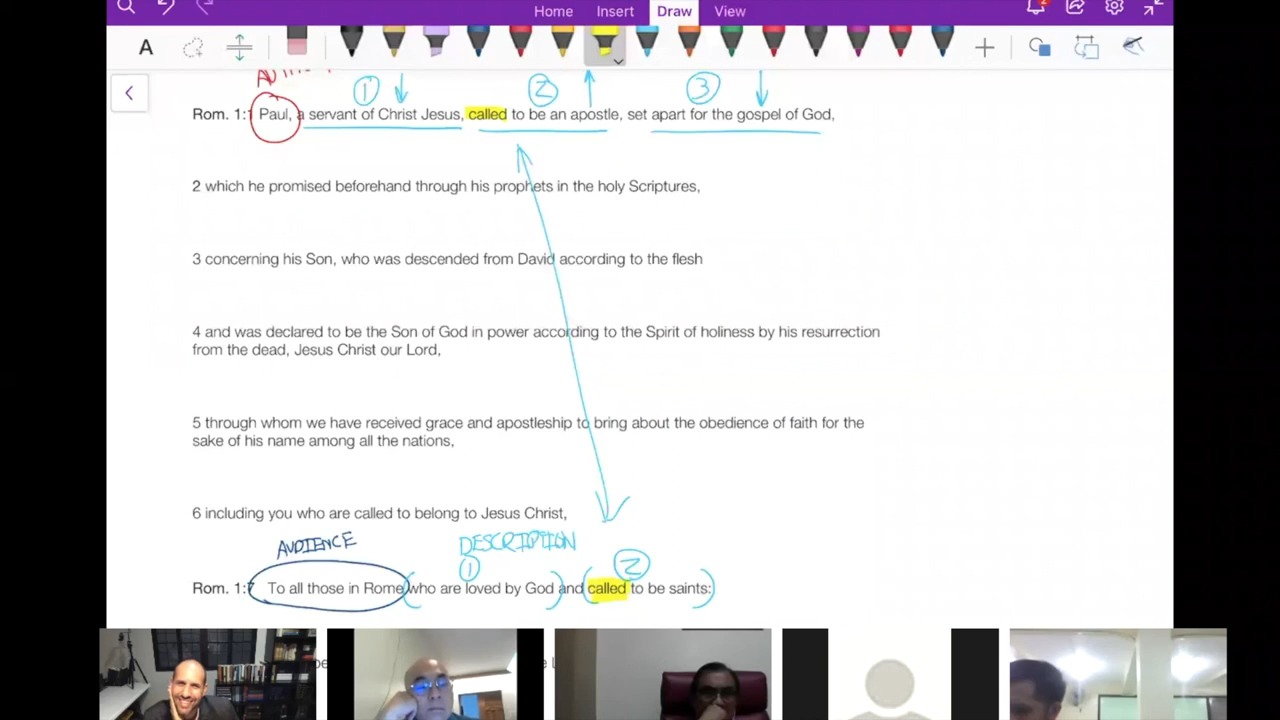 Home Insert Draw View
2
A
① ② ③
Rom. 1:1 Paul, a servant of Christ Jesus, called to be an apostle, set apart for the gospel of God,
2 which he promised beforehand through his prophets in the holy Scriptures,
3 concerning his Son, who was descended from David according to the flesh
4 and was declared to be the Son of God in power according to the Spirit of holiness by his resurrection
from the dead, Jesus Christ our Lord,
5 through whom we have received grace and apostleship to bring about the obedience of faith for the
sake of his name among all the nations,
6 including you who are called to belong to Jesus Christ,
AUDIENCE DESCRIPTION
① ②
Rom. 1:7 To all those in Rome (who are loved by God) and (called to be saints:)